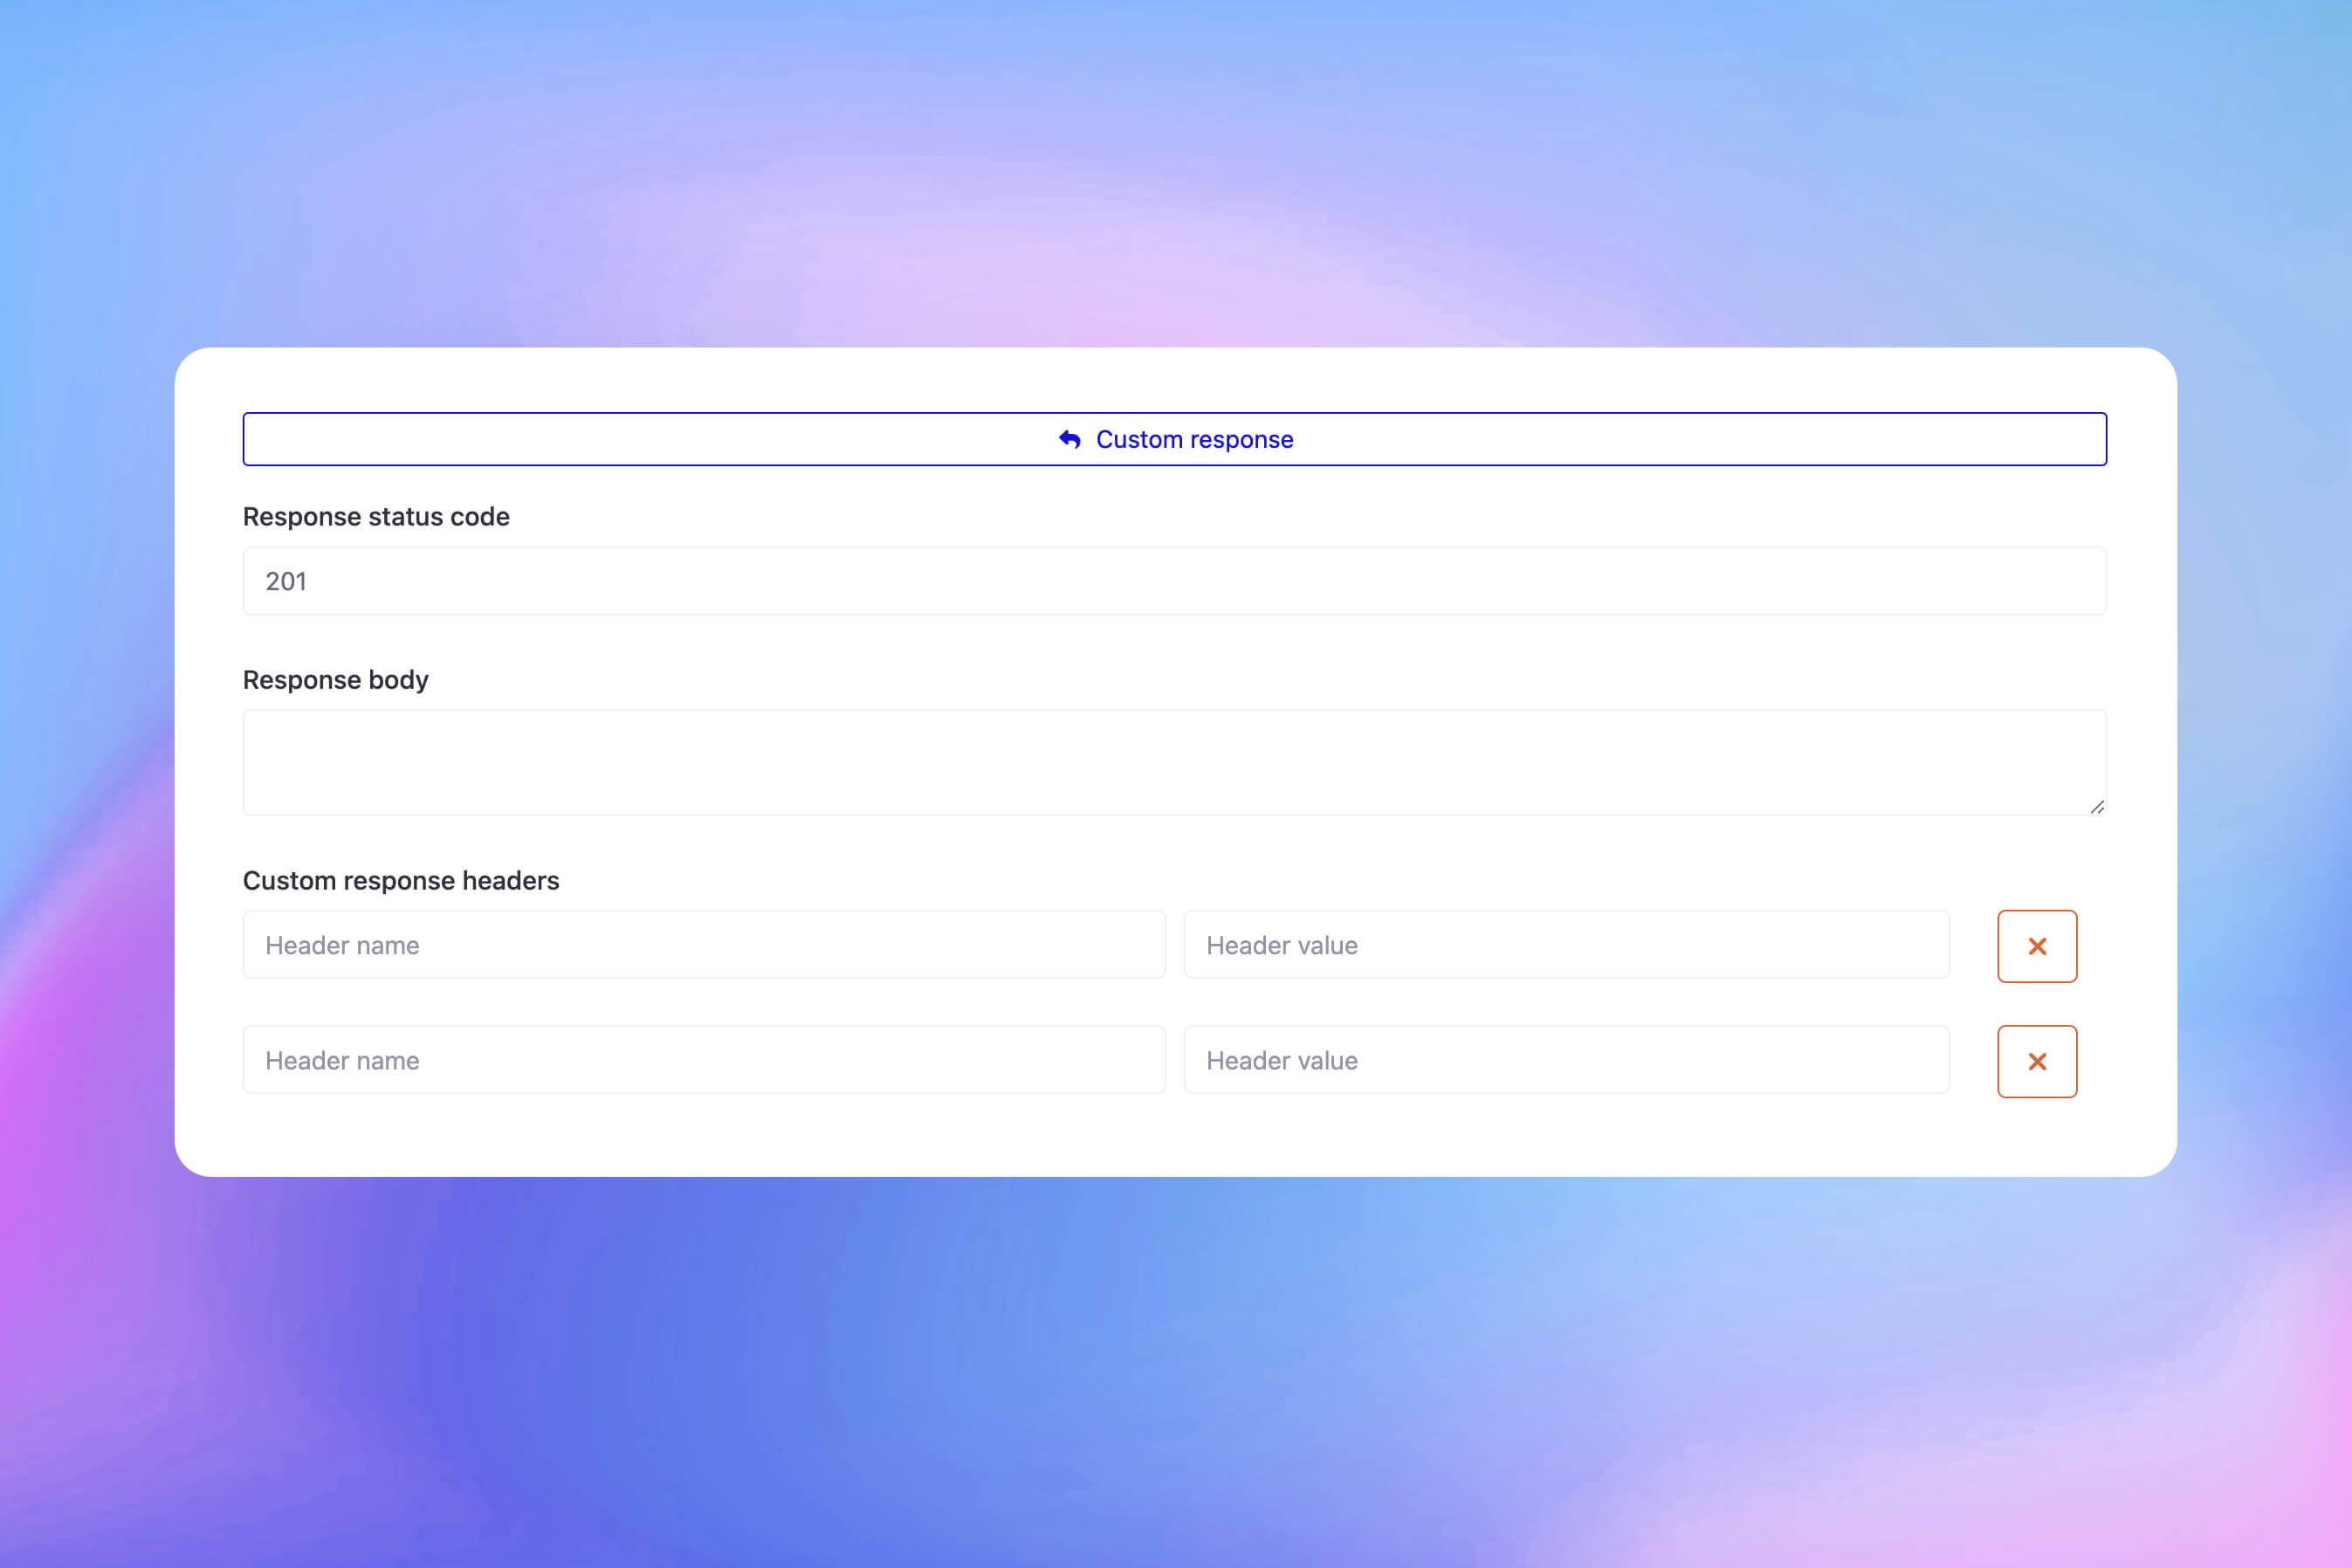 Custom response
Response status code
201
Response body
Custom response headers
Header name Header value
Header name Header value